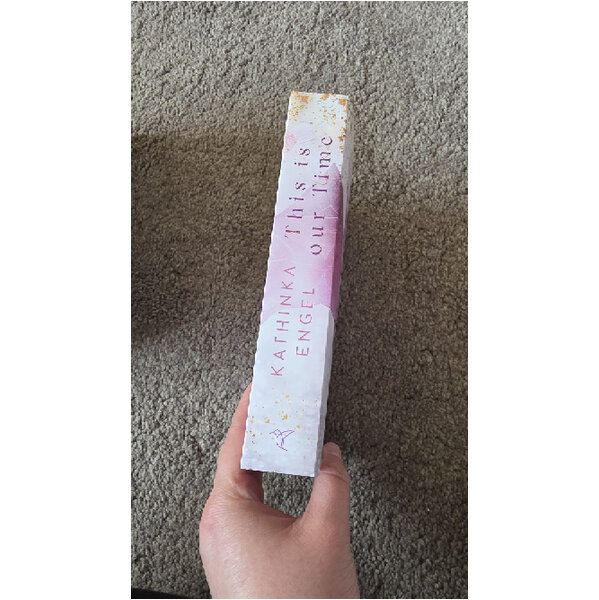 KATHINKA
ENGEL
This is
our Time